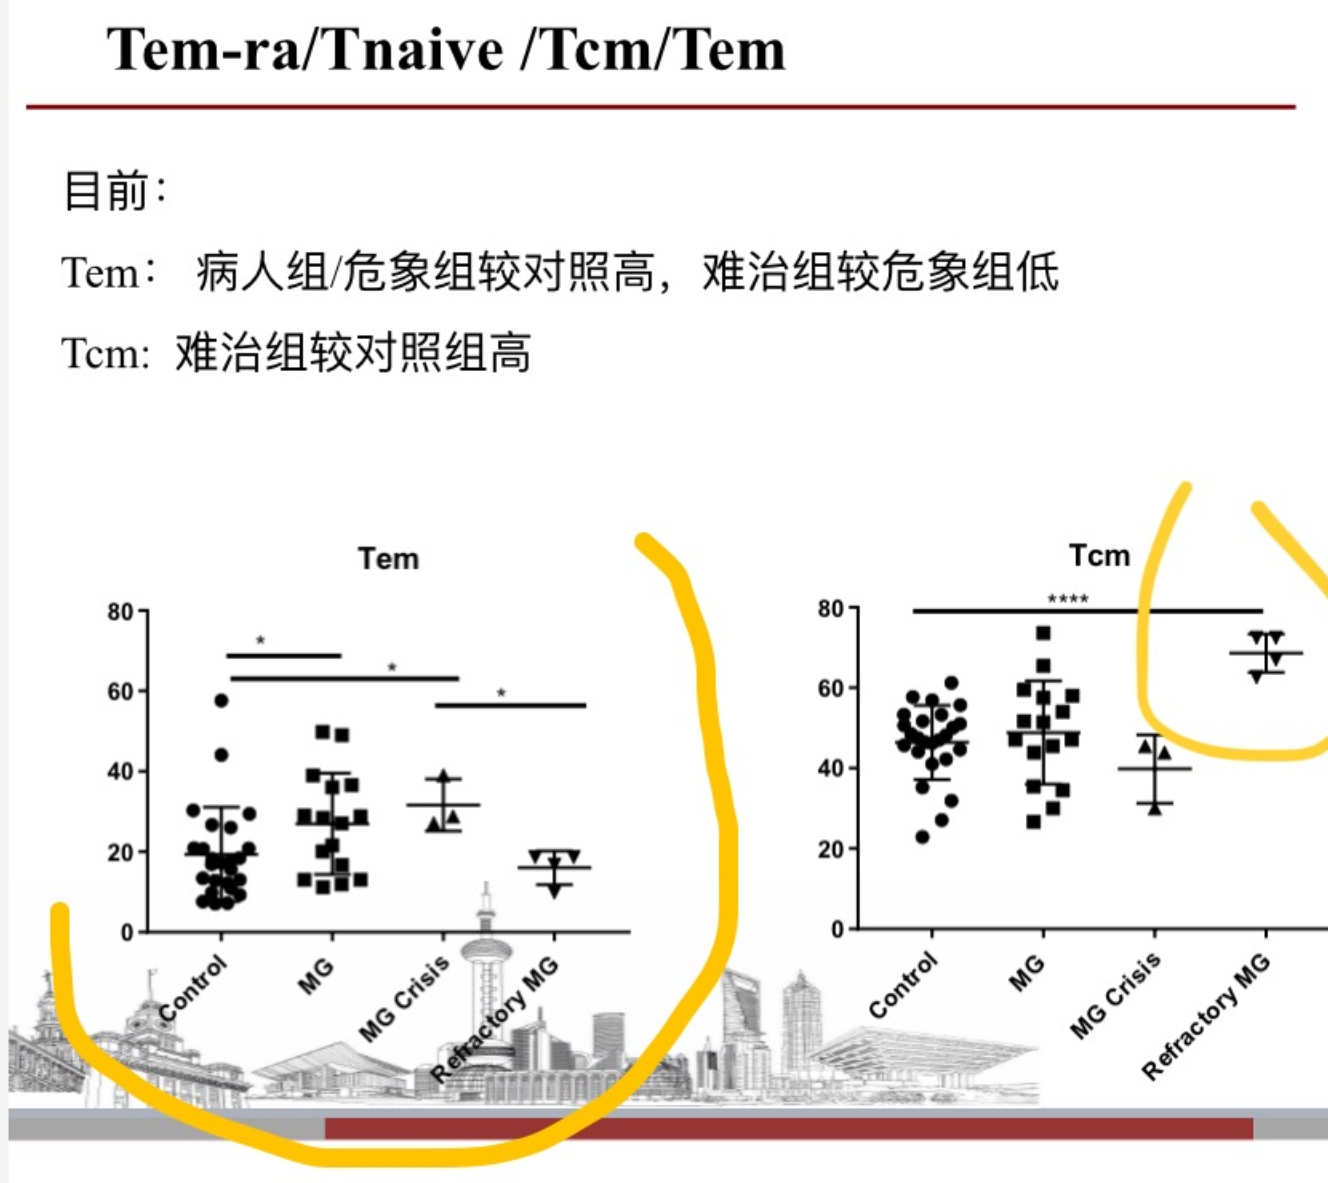 Tem-ra/Tnaive /Tcm/Tem
目前：
Tem： 病人组/危象组较对照高，难治组较危象组低
Tcm: 难治组较对照组高
Tem
80
60
40
20
0
*
*
*
Control
MG
MG Crisis
Refractory MG
Tcm
80
60
40
20
0
****
Control
MG
MG Crisis
Refractory MG